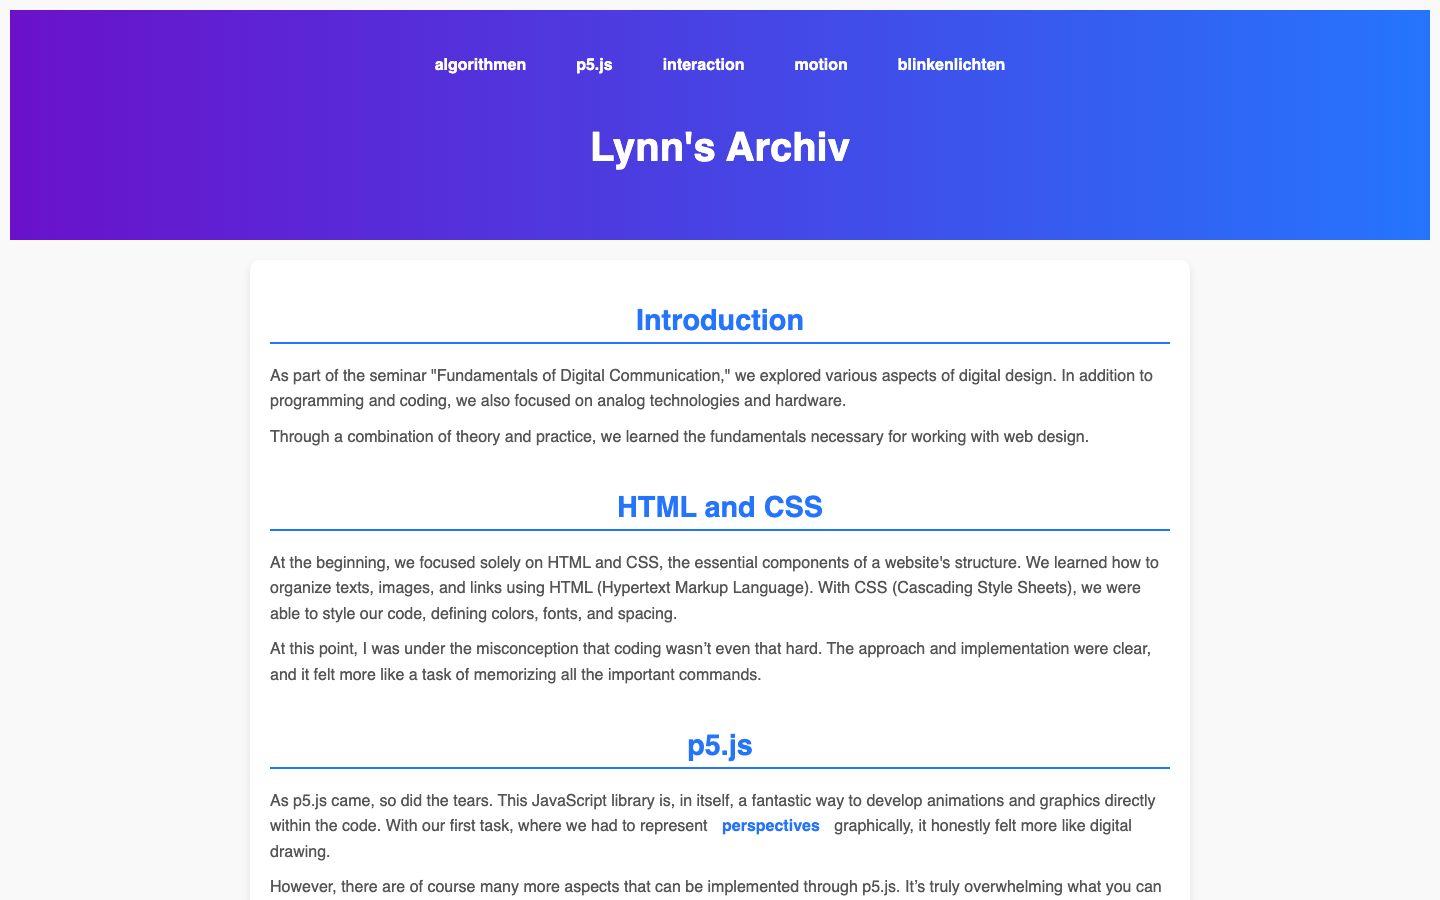 algorithmen p5.js interaction motion blinkenlichten
Lynn's Archiv
Introduction
As part of the seminar "Fundamentals of Digital Communication," we explored various aspects of digital design. In addition to
programming and coding, we also focused on analog technologies and hardware.
Through a combination of theory and practice, we learned the fundamentals necessary for working with web design.
HTML and CSS
At the beginning, we focused solely on HTML and CSS, the essential components of a website's structure. We learned how to
organize texts, images, and links using HTML (Hypertext Markup Language). With CSS (Cascading Style Sheets), we were
able to style our code, defining colors, fonts, and spacing.
At this point, I was under the misconception that coding wasn’t even that hard. The approach and implementation were clear,
and it felt more like a task of memorizing all the important commands.
p5.js
As p5.js came, so did the tears. This JavaScript library is, in itself, a fantastic way to develop animations and graphics directly
within the code. With our first task, where we had to represent perspectives graphically, it honestly felt more like digital
drawing.
However, there are of course many more aspects that can be implemented through p5.js. It’s truly overwhelming what you can